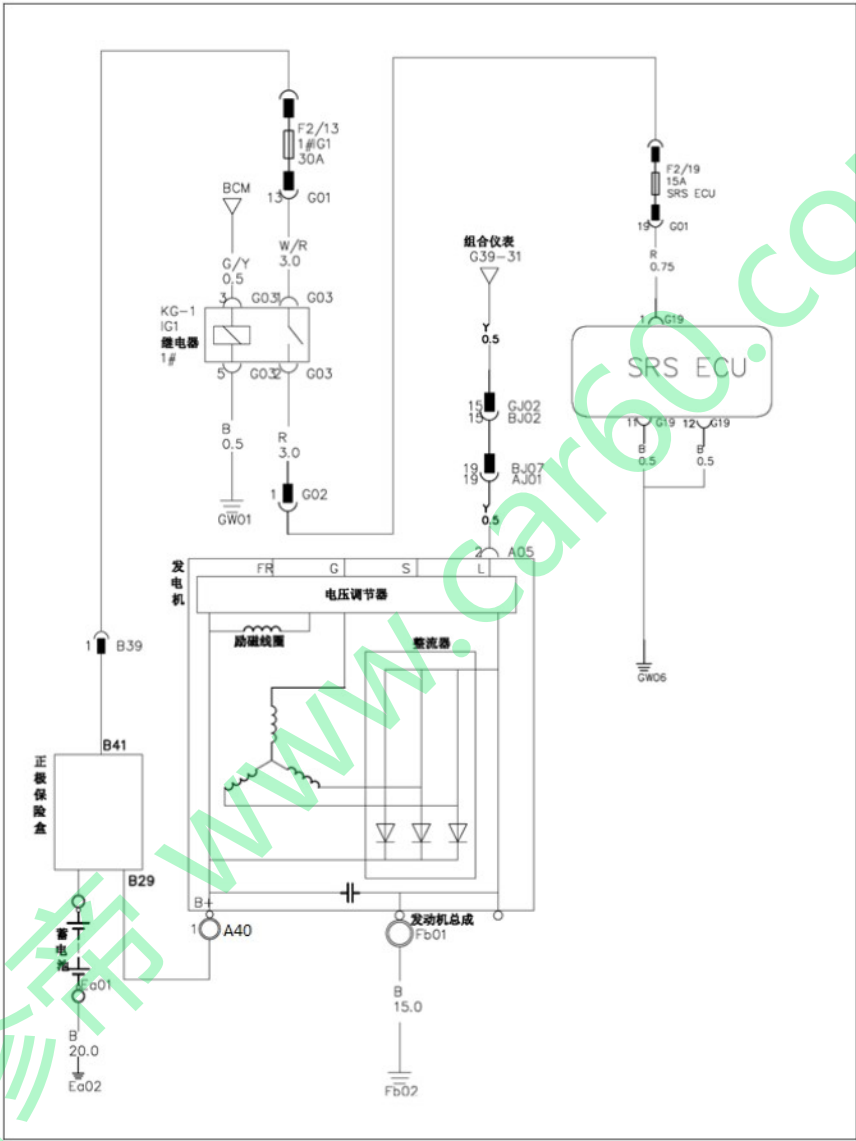 F2/13
1#IG1
30A
13 G01
BCM
G/Y
0.5
W/R
3.0
3 G03 1 G03
KG-1
IG1
继电器
1#
5 G03 2 G03
B
0.5
R
3.0
GW01
1 G02
组合仪表
G39-31
Y
0.5
15 GJ02
15 BJ02
19 BJ07
19 AJ01
Y
0.5
2 A05
F2/19
15A
SRS ECU
19 G01
R
0.75
1 G19
SRS ECU
11 G19 12 G19
B
0.5
B
0.5
GW06
发电机
FR G S L
电压调节器
励磁线圈
整流器
1 B39
B41
正极保险盒
B29
B+
1 A40
发动机总成
Fb01
B
15.0
Fb02
蓄电池
Ea01
B
20.0
Ea02
www.car60.co